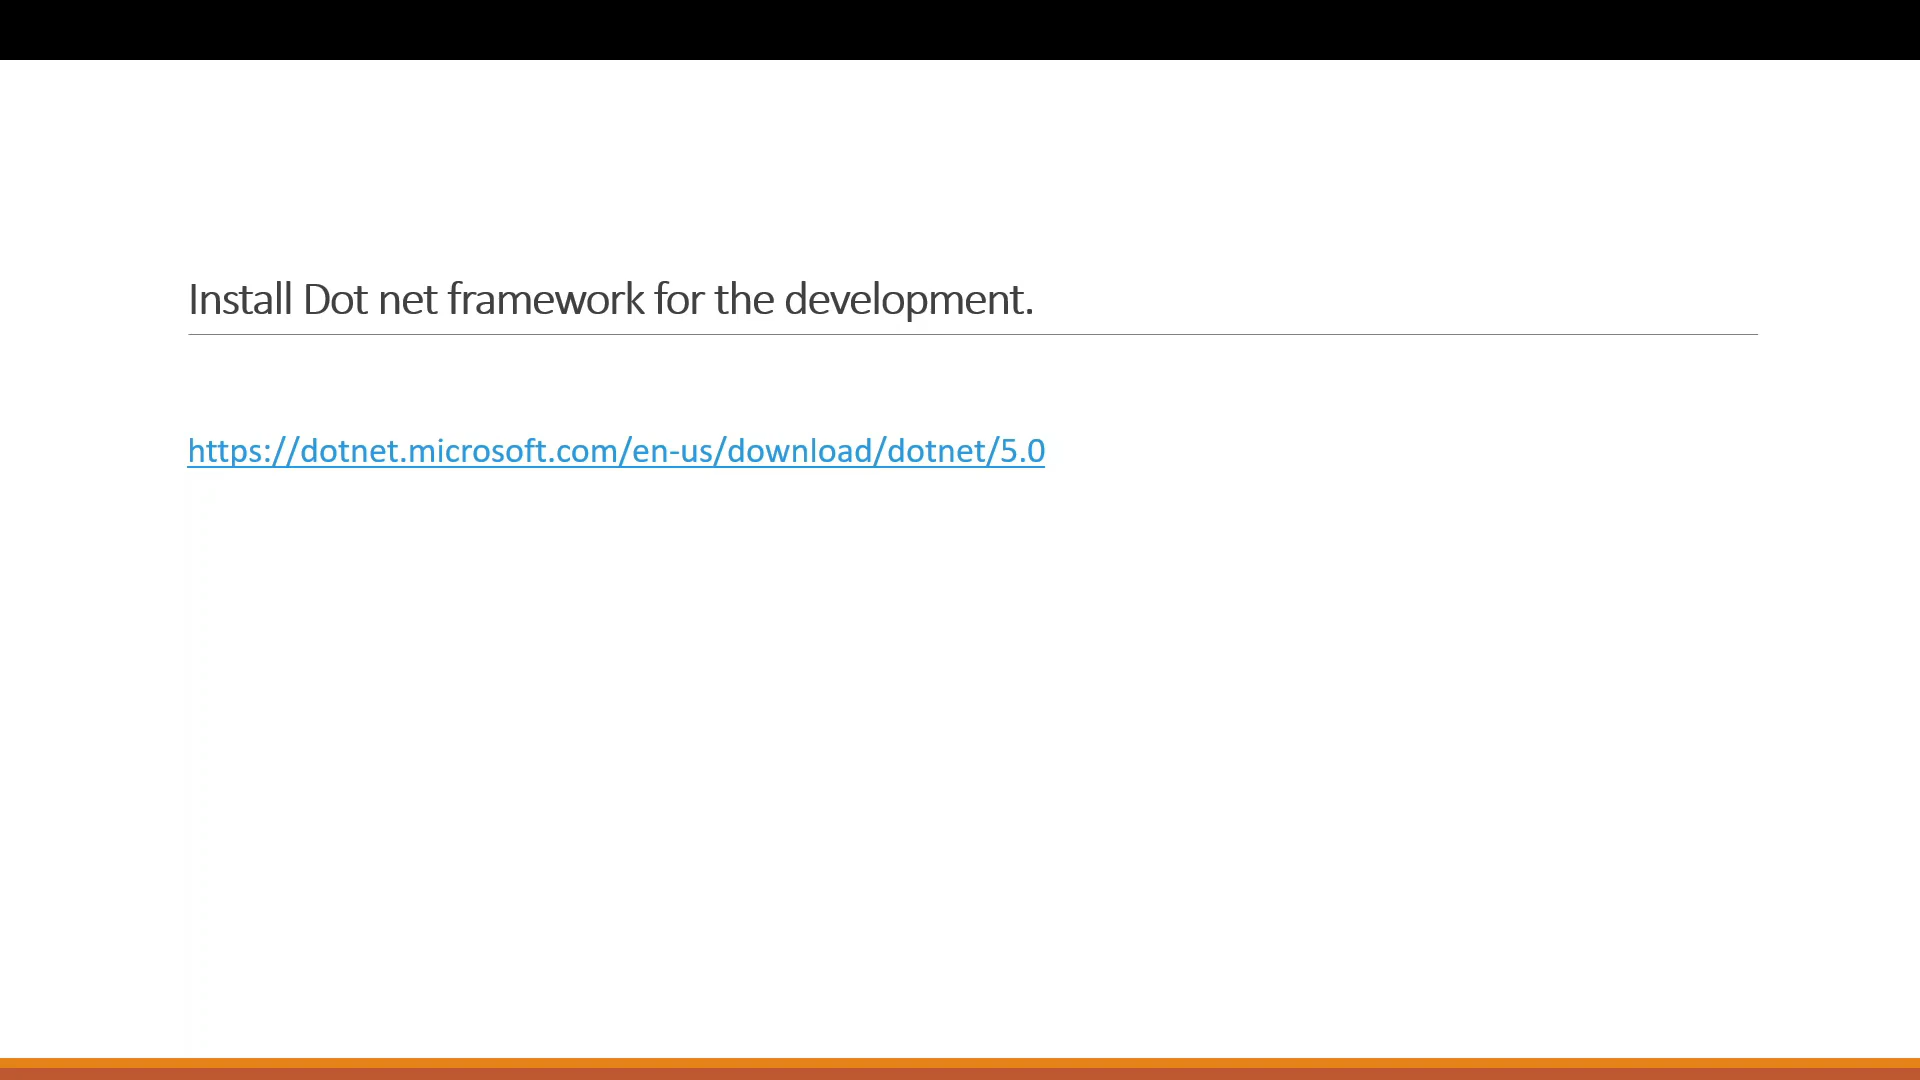 Install Dot net framework for the development.
https://dotnet.microsoft.com/en-us/download/dotnet/5.0